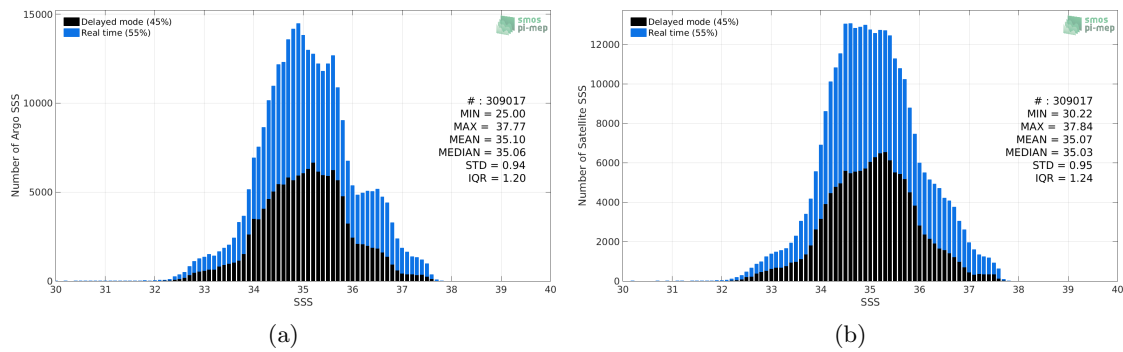 Delayed mode (45%)
Real time (55%)
smos
pi-mep
15000
10000
5000
0
Number of Argo SSS
# : 309017
MIN = 25.00
MAX = 37.77
MEAN = 35.10
MEDIAN = 35.06
STD = 0.94
IQR = 1.20
30 31 32 33 34 35 36 37 38 39 40
SSS
(a)
Delayed mode (45%)
Real time (55%)
smos
pi-mep
12000
10000
8000
6000
4000
2000
0
Number of Satellite SSS
# : 309017
MIN = 30.22
MAX = 37.84
MEAN = 35.07
MEDIAN = 35.03
STD = 0.95
IQR = 1.24
30 31 32 33 34 35 36 37 38 39 40
SSS
(b)